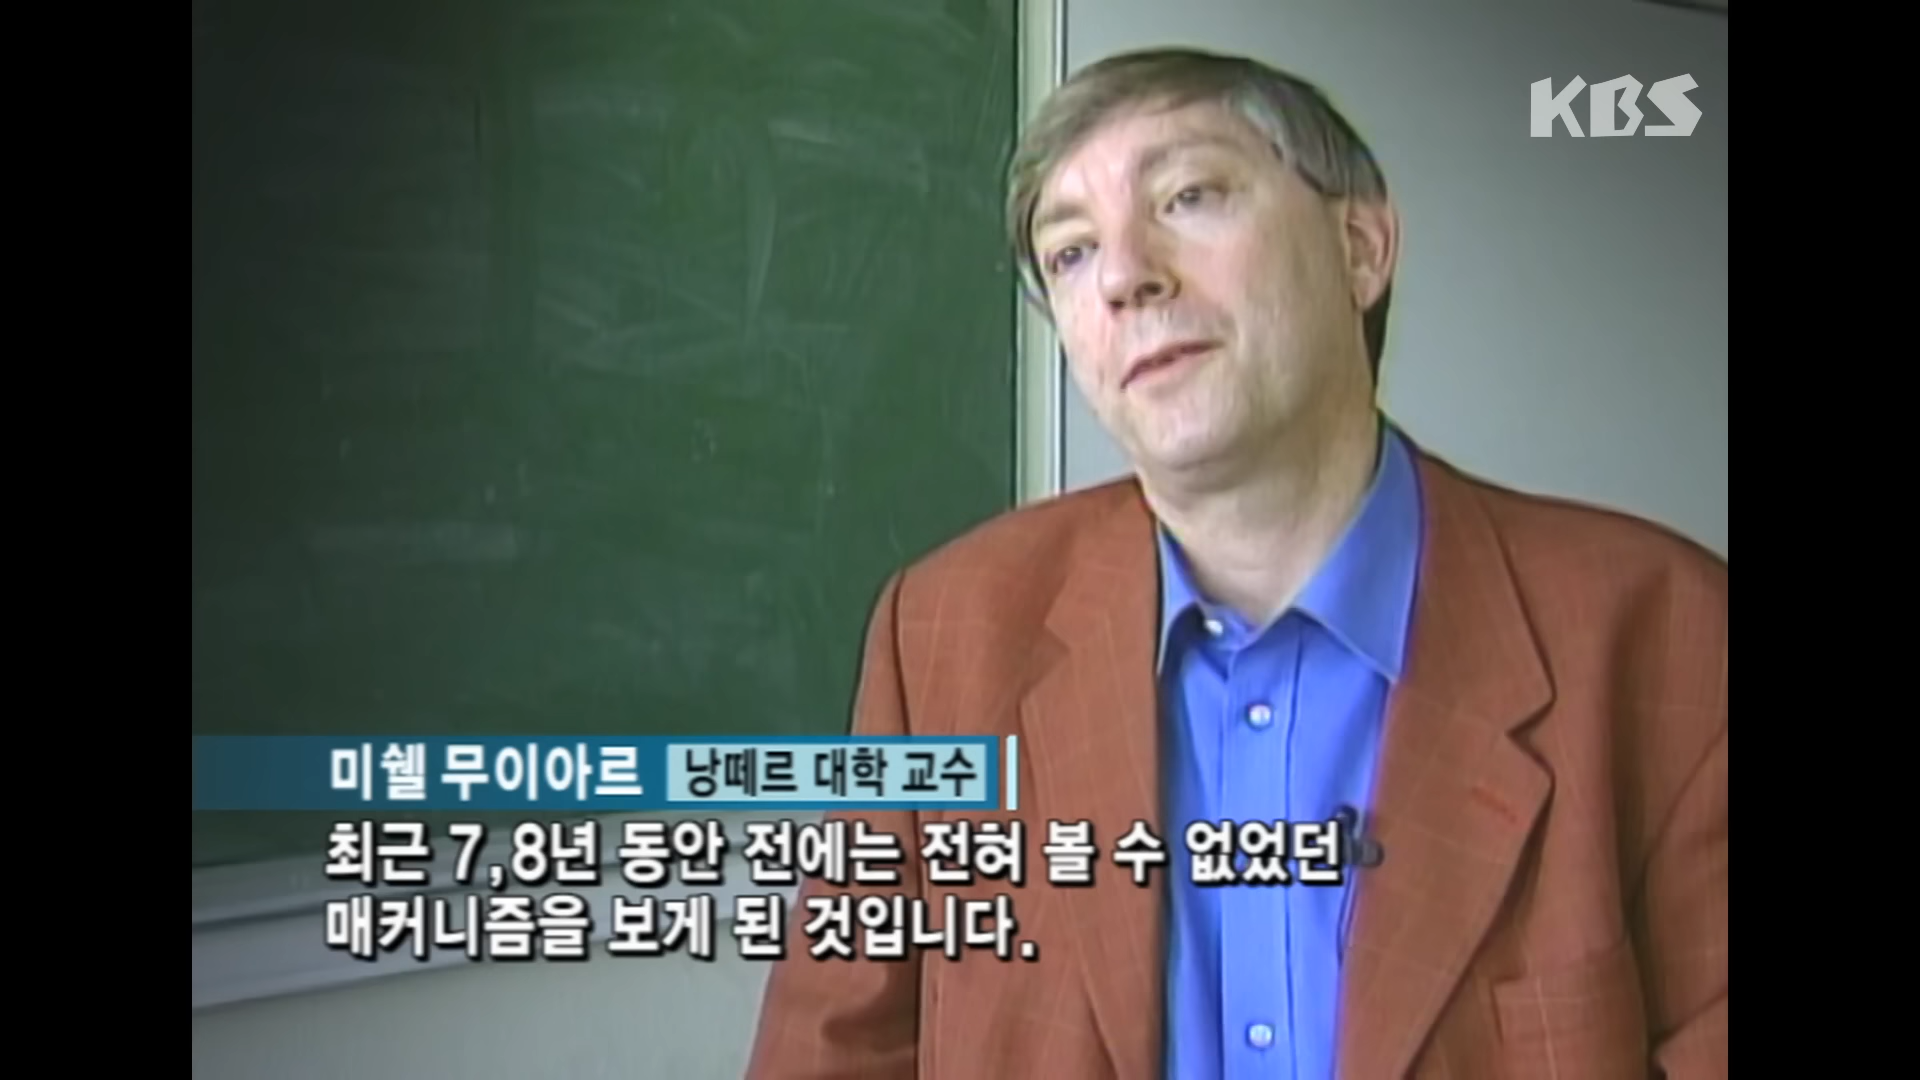 KBS
미쉘 무이아르 낭떼르 대학 교수
최근 7,8년 동안 전에는 전혀 볼 수 없었던
매커니즘을 보게 된 것입니다.